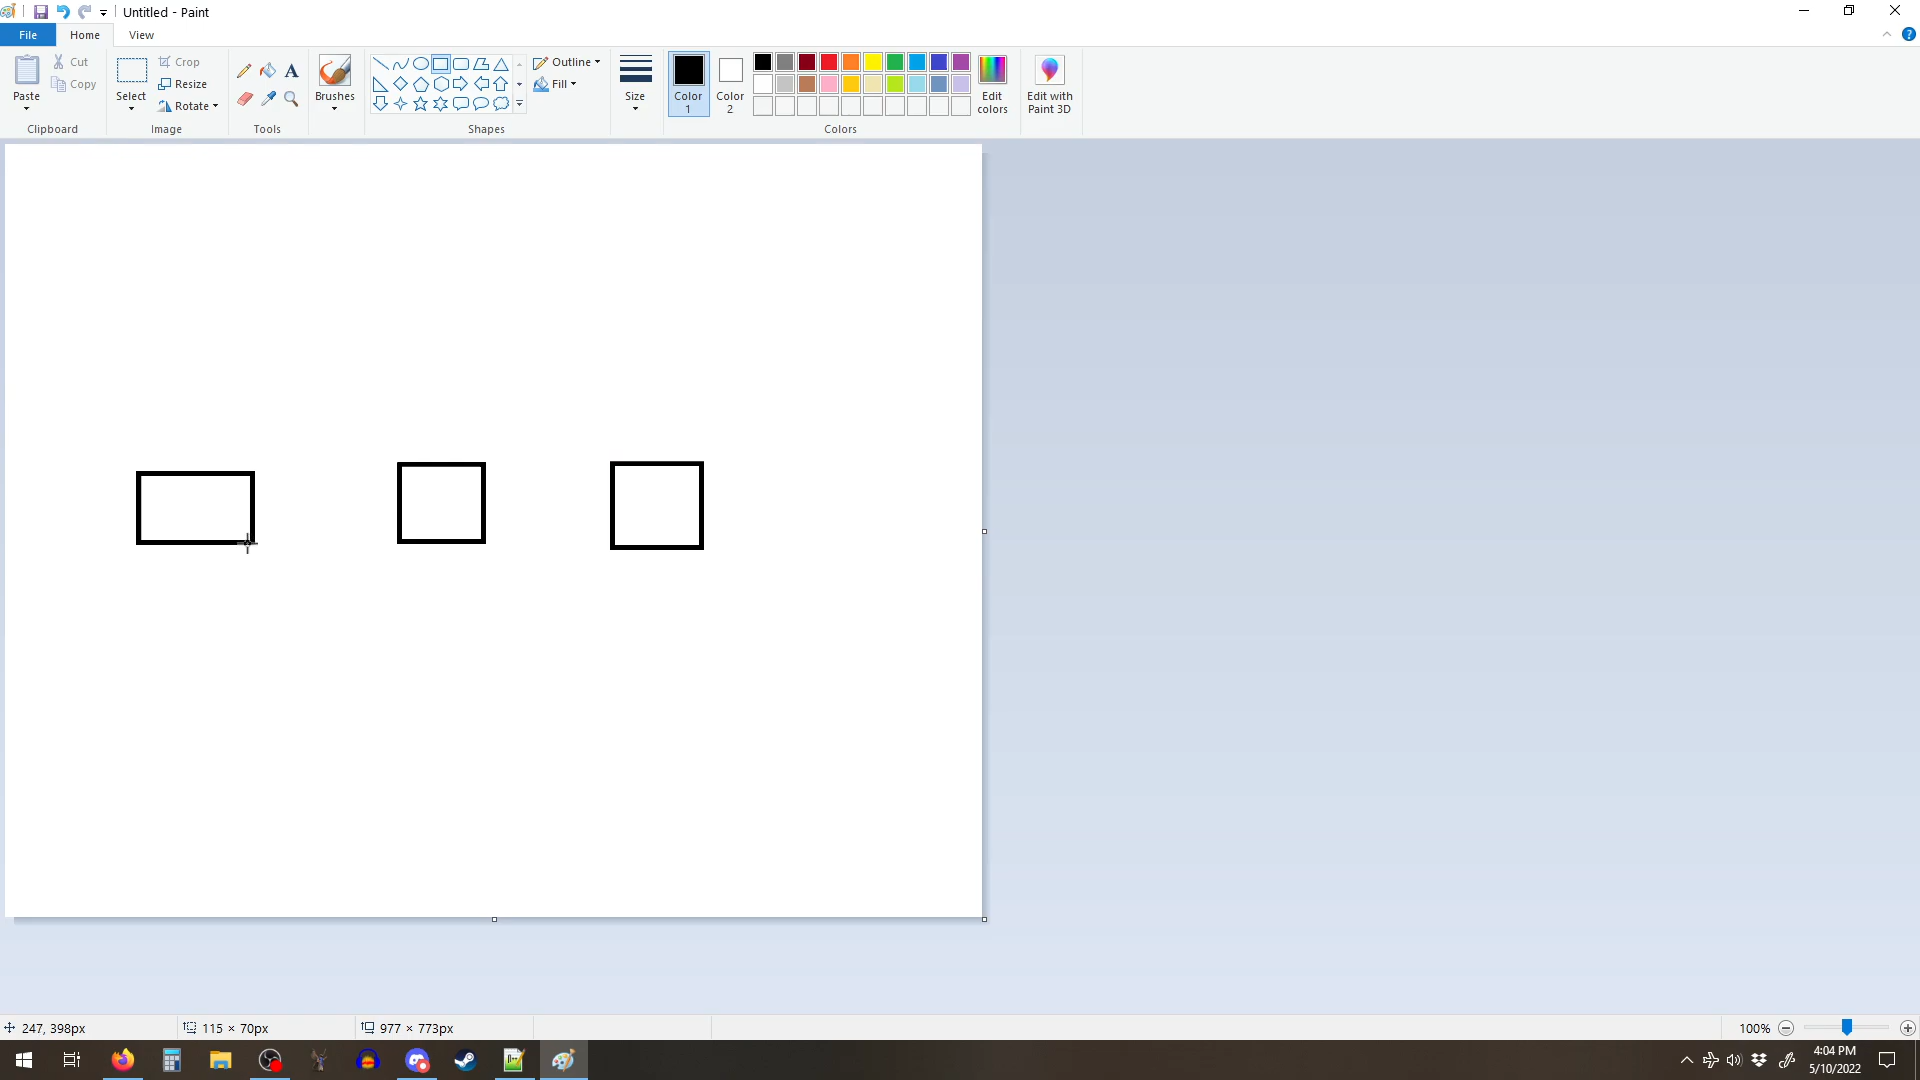 Untitled - Paint
File Home View
Paste
Cut
Copy
Clipboard
Select
Crop
Resize
Rotate
Image
A
Tools
Brushes
Outline
Fill
Shapes
Size
Color 1
Color 2
Edit colors
Colors
Edit with Paint 3D
247, 398px
115 × 70px
977 × 773px
100%
4:04 PM
5/10/2022